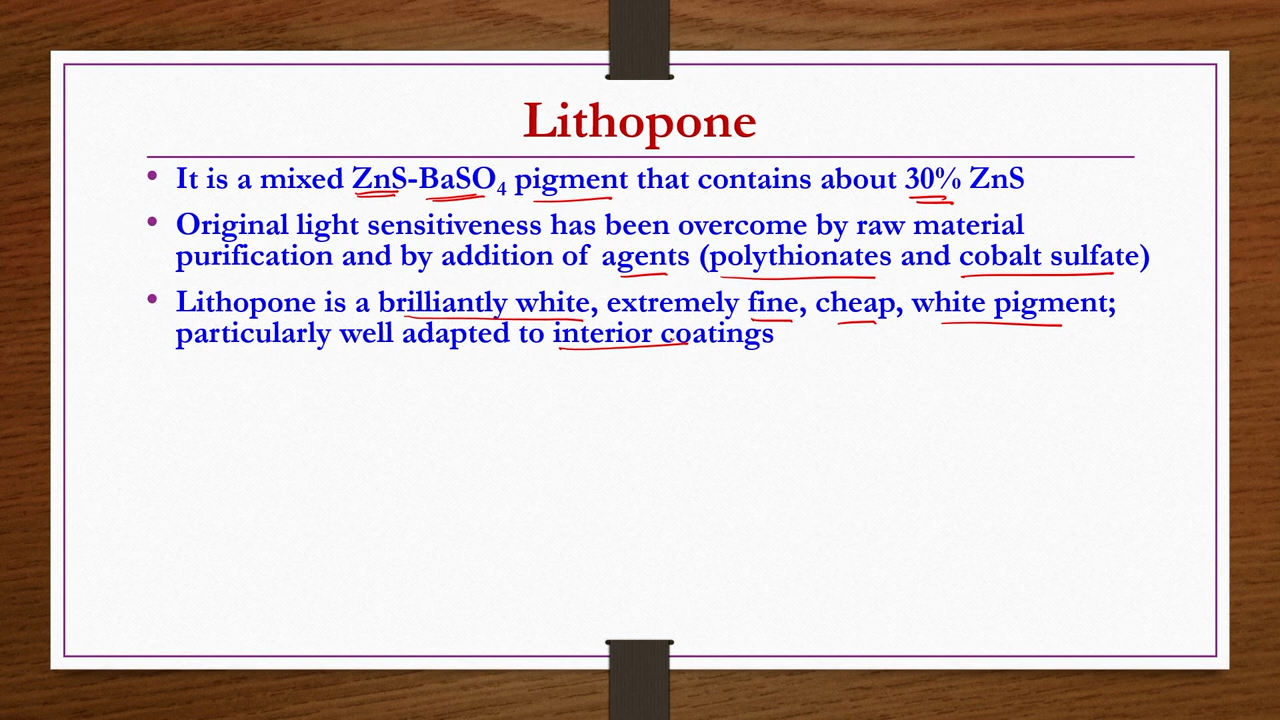 Lithopone
• It is a mixed ZnS-BaSO₄ pigment that contains about 30% ZnS
• Original light sensitiveness has been overcome by raw material
purification and by addition of agents (polythionates and cobalt sulfate)
• Lithopone is a brilliantly white, extremely fine, cheap, white pigment;
particularly well adapted to interior coatings